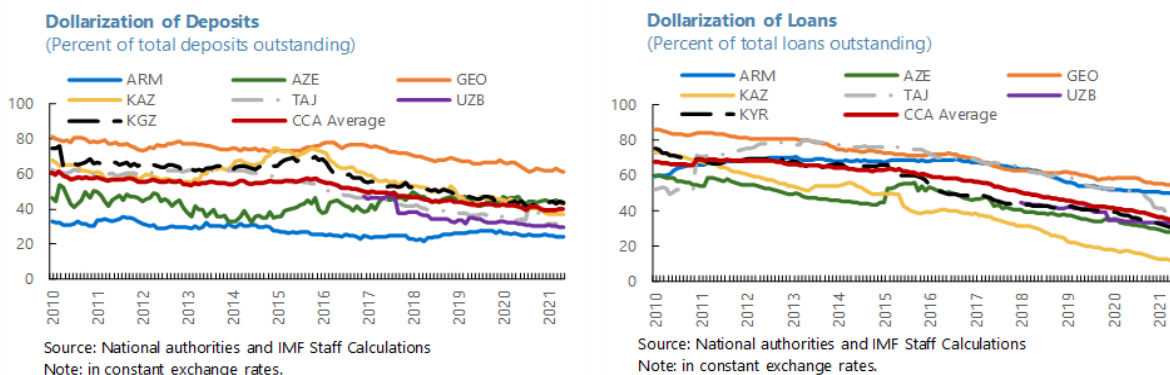 Dollarization of Deposits
(Percent of total deposits outstanding)
ARM AZE GEO
KAZ TAJ UZB
KGZ CCA Average
100
80
60
40
20
0
2010 2011 2012 2013 2014 2015 2016 2017 2018 2019 2020 2021
Source: National authorities and IMF Staff Calculations
Note: in constant exchange rates.
Dollarization of Loans
(Percent of total loans outstanding)
ARM AZE GEO
KAZ TAJ UZB
KYR CCA Average
100
80
60
40
20
0
2010 2011 2012 2013 2014 2015 2016 2017 2018 2019 2020 2021
Source: National authorities and IMF Staff Calculations
Note: in constant exchange rates.